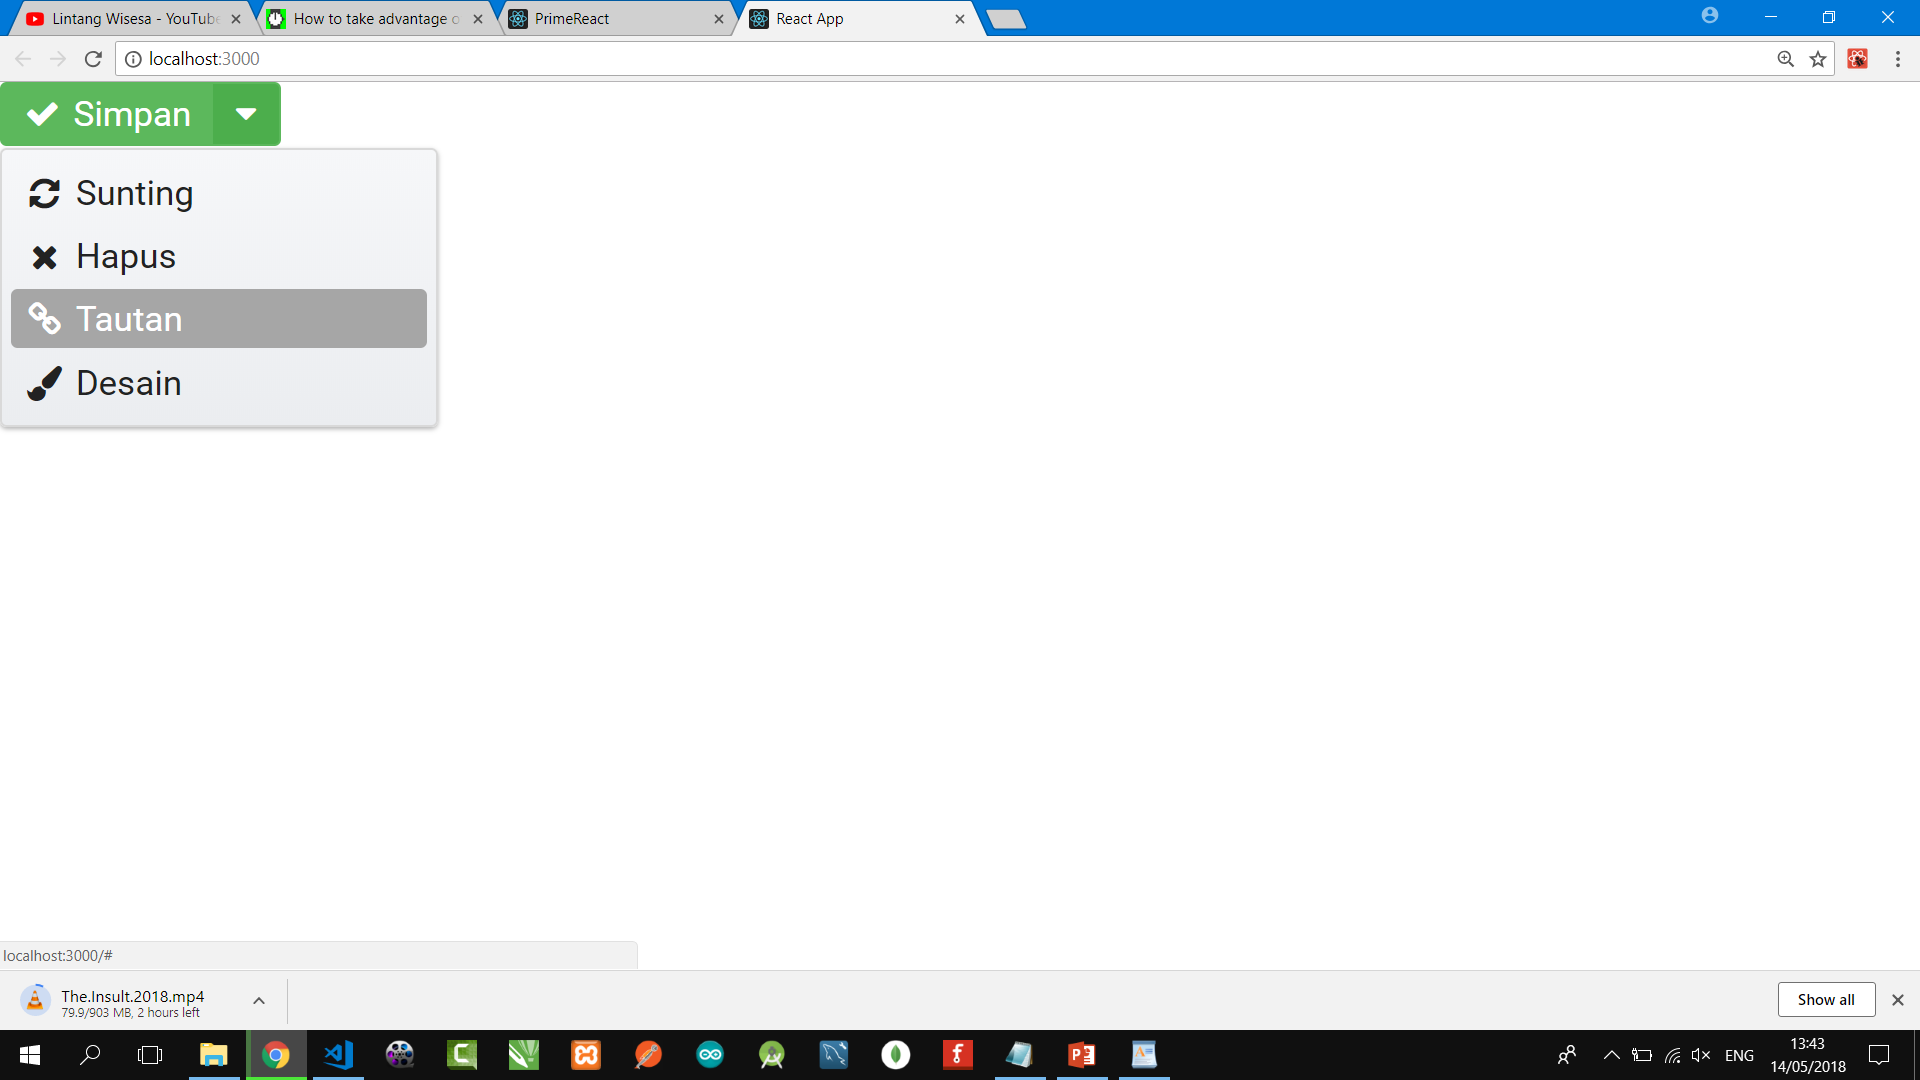 Lintang Wisesa - YouTube
How to take advantage o
PrimeReact
React App
localhost:3000
Simpan
Sunting
Hapus
Tautan
Desain
localhost:3000/#
The.Insult.2018.mp4
79.9/903 MB, 2 hours left
Show all
ENG
13:43
14/05/2018